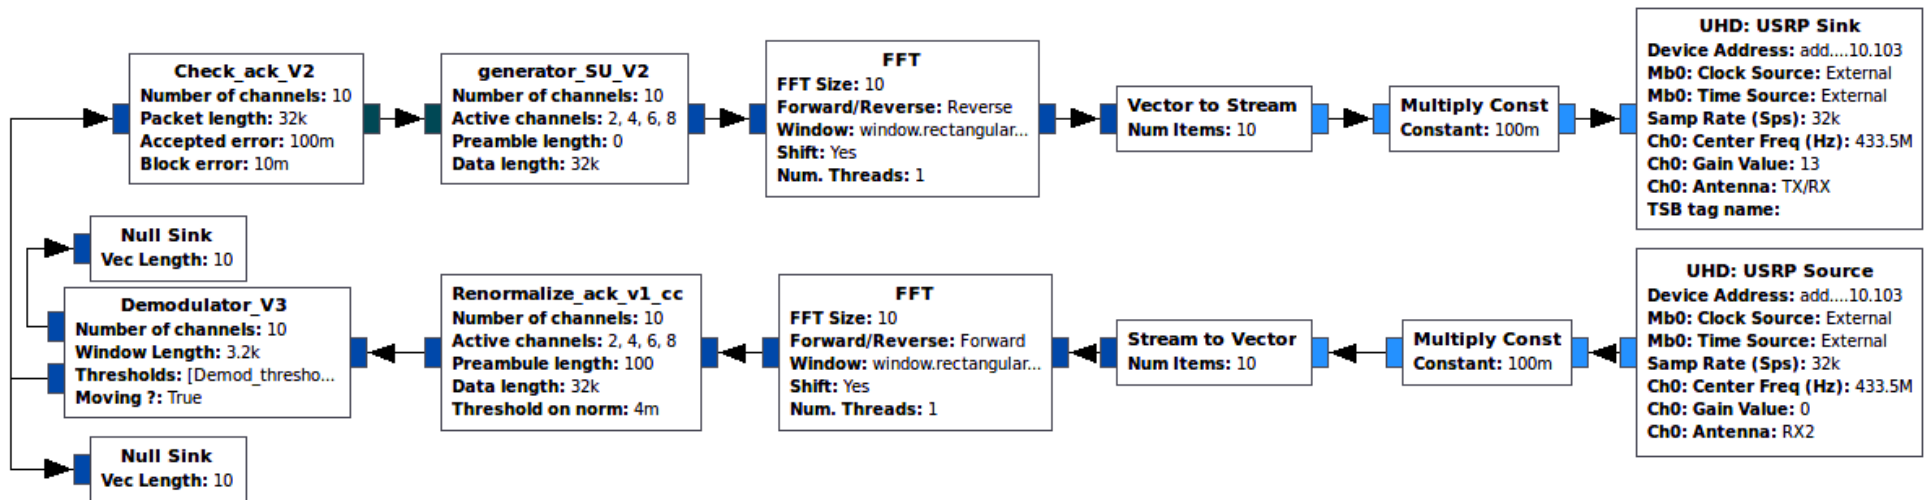 Check_ack_V2
Number of channels: 10
Packet length: 32k
Accepted error: 100m
Block error: 10m
generator_SU_V2
Number of channels: 10
Active channels: 2, 4, 6, 8
Preamble length: 0
Data length: 32k
FFT
FFT Size: 10
Forward/Reverse: Reverse
Window: window.rectangular...
Shift: Yes
Num. Threads: 1
Vector to Stream
Num Items: 10
Multiply Const
Constant: 100m
UHD: USRP Sink
Device Address: add....10.103
Mb0: Clock Source: External
Mb0: Time Source: External
Samp Rate (Sps): 32k
Ch0: Center Freq (Hz): 433.5M
Ch0: Gain Value: 13
Ch0: Antenna: TX/RX
TSB tag name:
Null Sink
Vec Length: 10
Demodulator_V3
Number of channels: 10
Window Length: 3.2k
Thresholds: [Demod_thresho...
Moving ?: True
Null Sink
Vec Length: 10
Renormalize_ack_v1_cc
Number of channels: 10
Active channels: 2, 4, 6, 8
Preambule length: 100
Data length: 32k
Threshold on norm: 4m
FFT
FFT Size: 10
Forward/Reverse: Forward
Window: window.rectangular...
Shift: Yes
Num. Threads: 1
Stream to Vector
Num Items: 10
Multiply Const
Constant: 100m
UHD: USRP Source
Device Address: add....10.103
Mb0: Clock Source: External
Mb0: Time Source: External
Samp Rate (Sps): 32k
Ch0: Center Freq (Hz): 433.5M
Ch0: Gain Value: 0
Ch0: Antenna: RX2